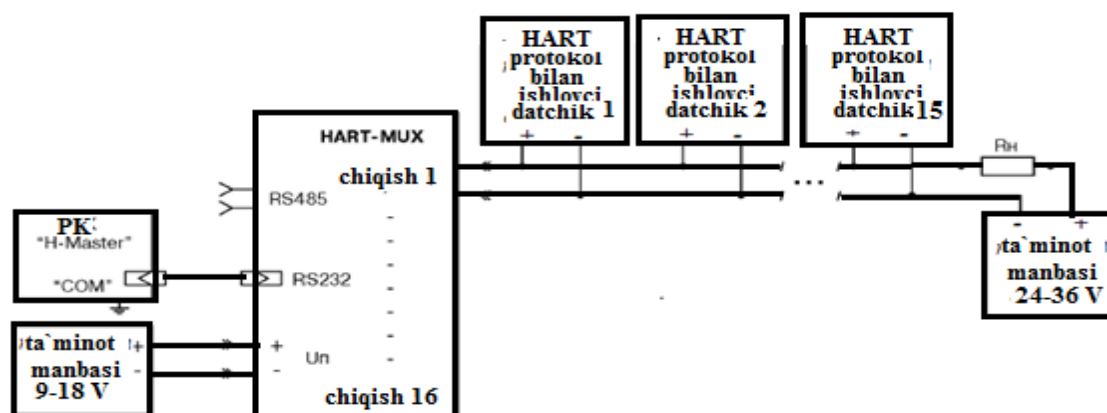 HART
protokol
bilan
ishlovci
datchik 1
+ -
HART
protokol
bilan
ishlovci
datchik 2
+ -
HART
protokol
bilan
ishlovci
datchik 15
+ -
RH
...
HART-MUX
chiqish 1
RS485
RS232
+
Un
-
chiqish 16
PK
"H-Master"
"COM"
ta`minot +
manbasi -
9-18 V
- +
ta`minot
manbasi
24-36 V